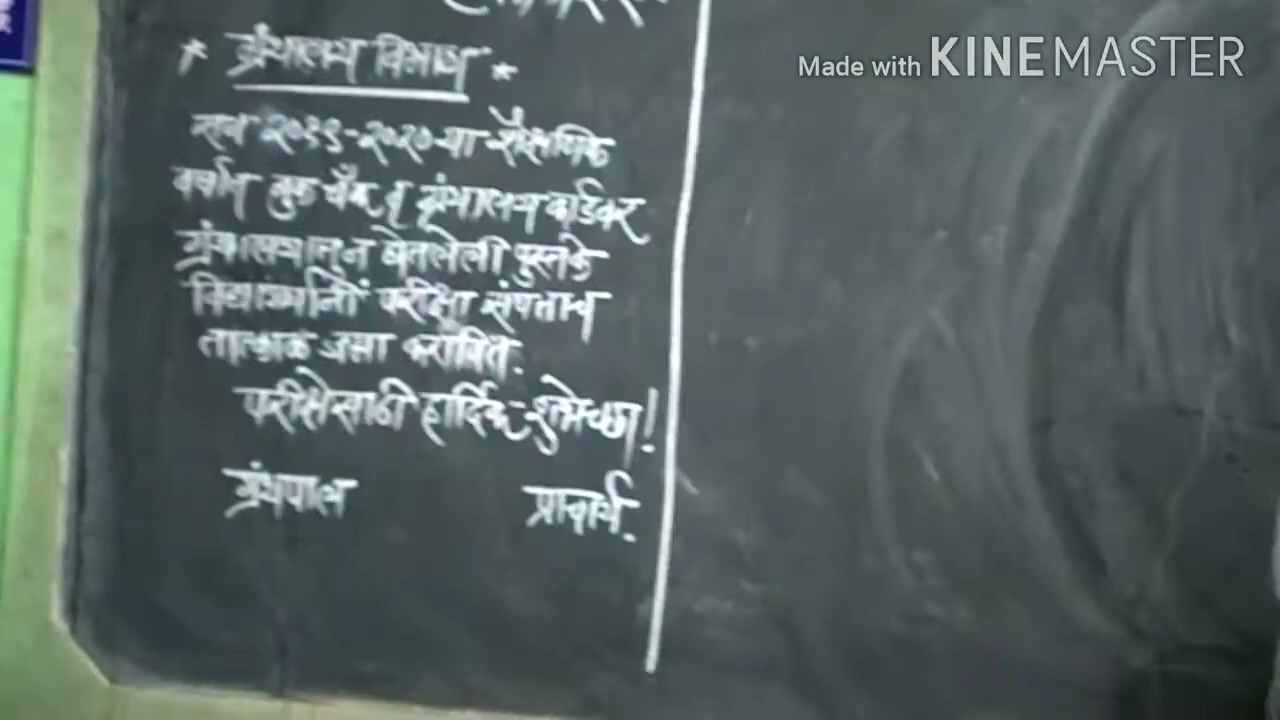 Made with KINEMASTER
* ग्रंथालय विभाग *
सन २०१९-२०२० या शैक्षणिक
वर्षात बुक बँक व ग्रंथालय कार्डवर
ग्रंथालयातून घेतलेली पुस्तके
विद्यार्थ्यांनी परीक्षा संपताच
तात्काळ जमा करावित.
परीक्षेसाठी हार्दिक शुभेच्छा!
ग्रंथपाल
प्राचार्य.